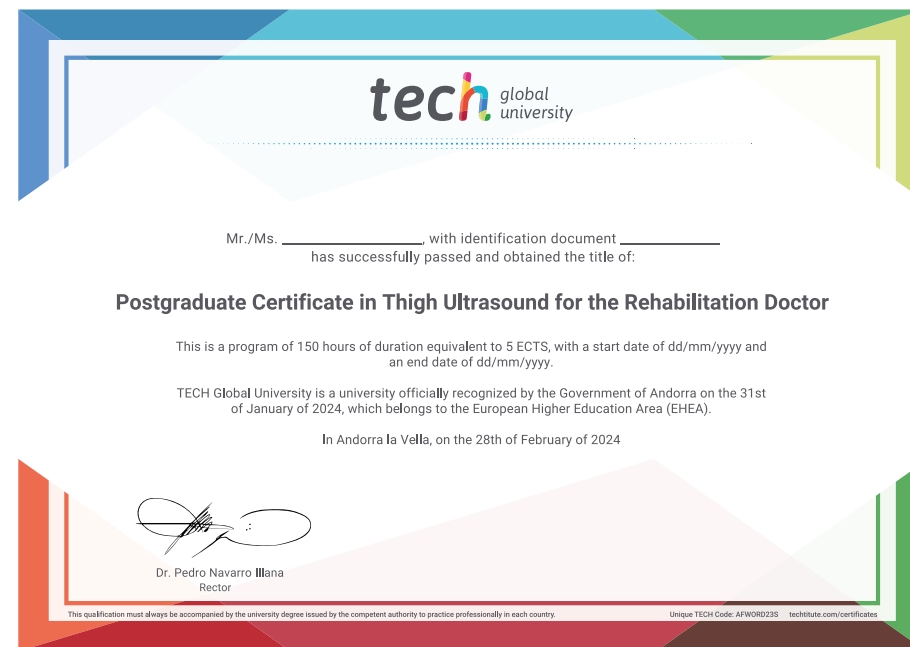 tech global
university
Mr./Ms. ____________, with identification document ____________
has successfully passed and obtained the title of:
Postgraduate Certificate in Thigh Ultrasound for the Rehabilitation Doctor
This is a program of 150 hours of duration equivalent to 5 ECTS, with a start date of dd/mm/yyyy and
an end date of dd/mm/yyyy.
TECH Global University is a university officially recognized by the Government of Andorra on the 31st
of January of 2024, which belongs to the European Higher Education Area (EHEA).
In Andorra la Vella, on the 28th of February of 2024
Dr. Pedro Navarro Illana
Rector
This qualification must always be accompanied by the university degree issued by the competent authority to practice professionally in each country.
Unique TECH Code: AFWORD23S techtitute.com/certificates